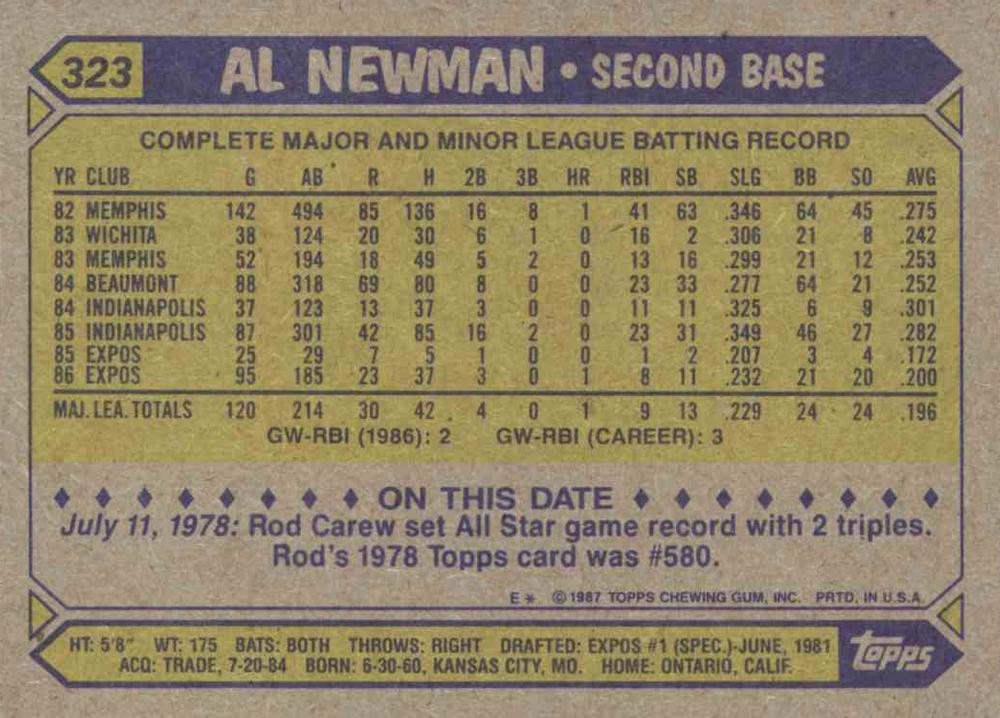 323 AL NEWMAN • SECOND BASE
COMPLETE MAJOR AND MINOR LEAGUE BATTING RECORD
YR CLUB G AB R H 2B 3B HR RBI SB SLG BB SO AVG
82 MEMPHIS 142 494 85 136 16 8 1 41 63 .346 64 45 .275
83 WICHITA 38 124 20 30 6 1 0 16 2 .306 21 8 .242
83 MEMPHIS 52 194 18 49 5 2 0 13 16 .299 21 12 .253
84 BEAUMONT 88 318 69 80 8 0 0 23 33 .277 64 21 .252
84 INDIANAPOLIS 37 123 13 37 3 0 0 11 11 .325 6 9 .301
85 INDIANAPOLIS 87 301 42 85 16 2 0 23 31 .349 46 27 .282
85 EXPOS 25 29 7 5 1 0 0 1 2 .207 3 4 .172
86 EXPOS 95 185 23 37 3 0 1 8 11 .232 21 20 .200
MAJ. LEA. TOTALS 120 214 30 42 4 0 1 9 13 .229 24 24 .196
GW-RBI (1986): 2 GW-RBI (CAREER): 3
♦ ♦ ♦ ♦ ♦ ♦ ♦ ♦ ON THIS DATE ♦ ♦ ♦ ♦ ♦ ♦ ♦ ♦
July 11, 1978: Rod Carew set All Star game record with 2 triples.
Rod's 1978 Topps card was #580.
E * © 1987 TOPPS CHEWING GUM, INC. PRTD. IN U.S.A.
HT: 5'8" WT: 175 BATS: BOTH THROWS: RIGHT DRAFTED: EXPOS #1 (SPEC.)-JUNE, 1981
ACQ: TRADE, 7-20-84 BORN: 6-30-60, KANSAS CITY, MO. HOME: ONTARIO, CALIF.
Topps